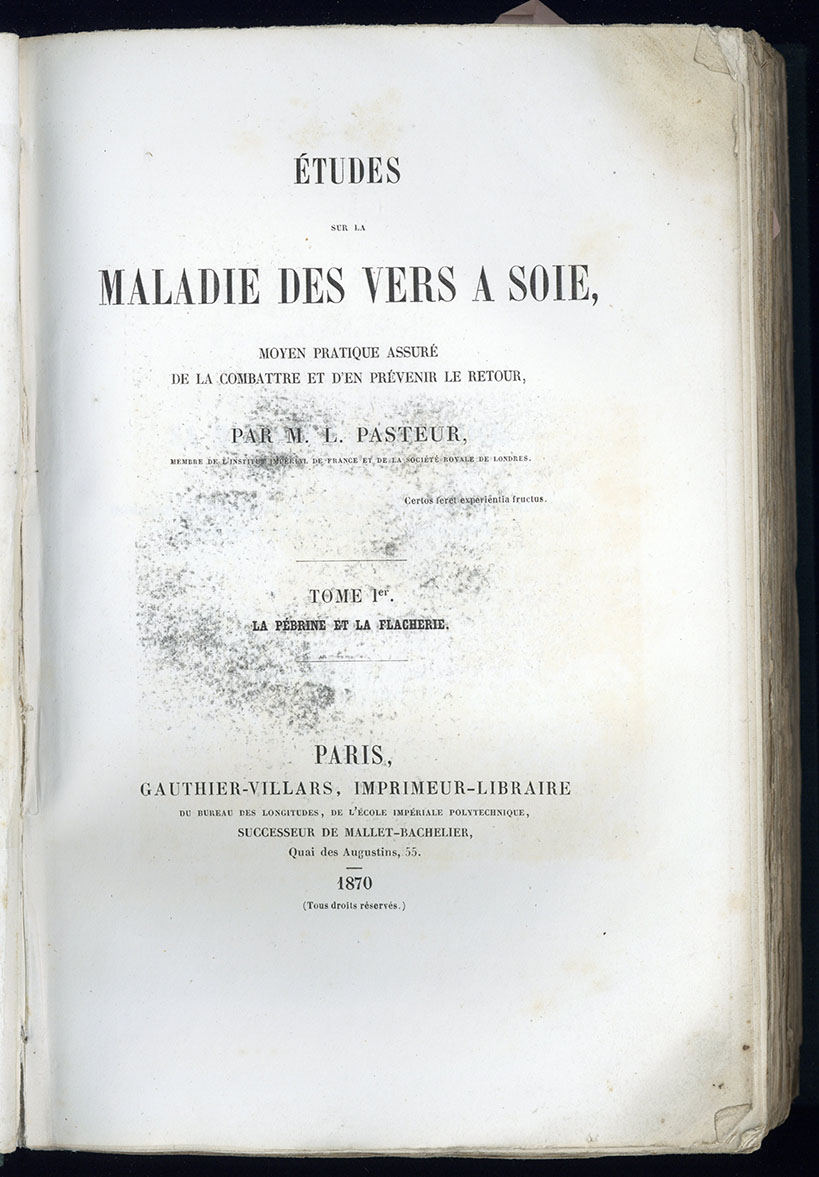 ÉTUDES
SUR LA
MALADIE DES VERS A SOIE,
MOYEN PRATIQUE ASSURÉ
DE LA COMBATTRE ET D'EN PRÉVENIR LE RETOUR,
PAR M. L. PASTEUR,
MEMBRE DE L'INSTITUT IMPÉRIAL DE FRANCE ET DE LA SOCIÉTÉ ROYALE DE LONDRES.
Certos feret experientia fructus.
TOME Ier.
LA PÉBRINE ET LA FLACHERIE.
PARIS,
GAUTHIER-VILLARS, IMPRIMEUR-LIBRAIRE
DU BUREAU DES LONGITUDES, DE L'ÉCOLE IMPÉRIALE POLYTECHNIQUE,
SUCCESSEUR DE MALLET-BACHELIER,
Quai des Augustins, 55.
1870
(Tous droits réservés.)